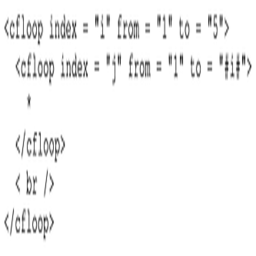 <cfloop index = "i" from = "1" to = "5">
<cfloop index = "j" from = "1" to = "#i#">
*
</cfloop>
< br />
</cfloop>